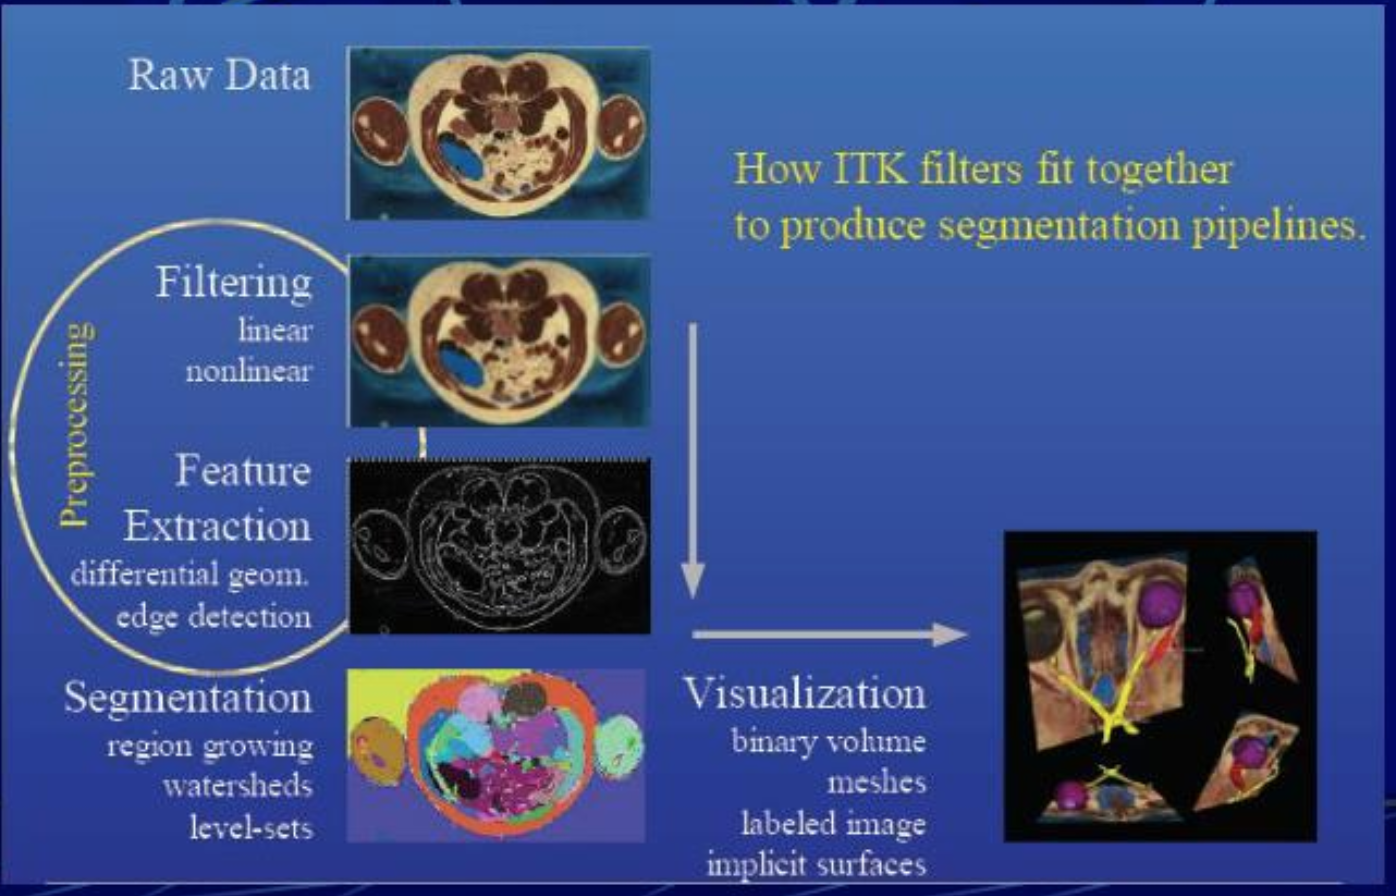 Raw Data
How ITK filters fit together
to produce segmentation pipelines.
Preprocessing
Filtering
linear
nonlinear
Feature
Extraction
differential geom.
edge detection
Segmentation
region growing
watersheds
level-sets
Visualization
binary volume
meshes
labeled image
implicit surfaces